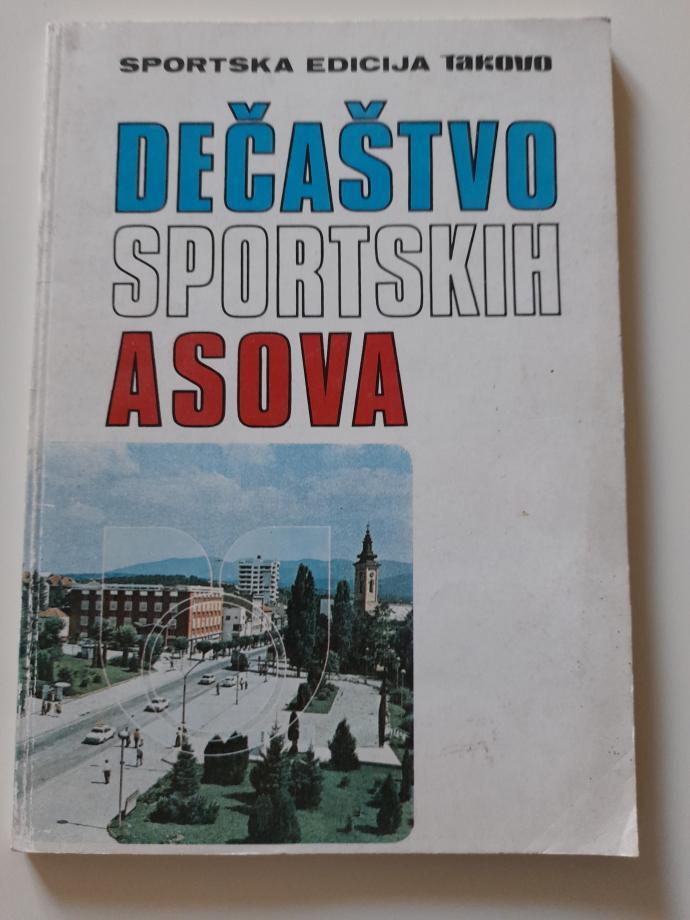 SPORTSKA EDICIJA Takovo
DEČAŠTVO
SPORTSKIH
ASOVA